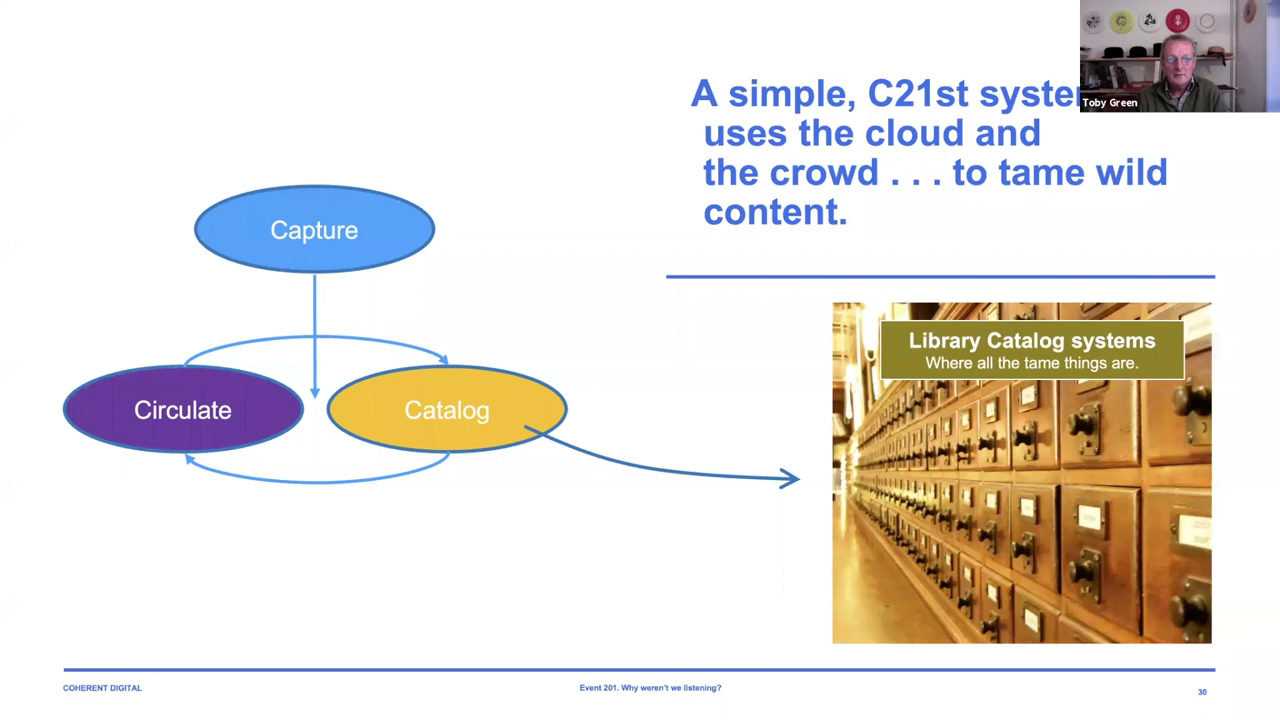 A simple, C21st
uses the cloud and
the crowd . . . to tame wild
content.
Toby Green
Capture
Circulate
Catalog
Library Catalog systems
Where all the tame things are.
COHERENT DIGITAL
Event 201. Why weren't we listening?
30